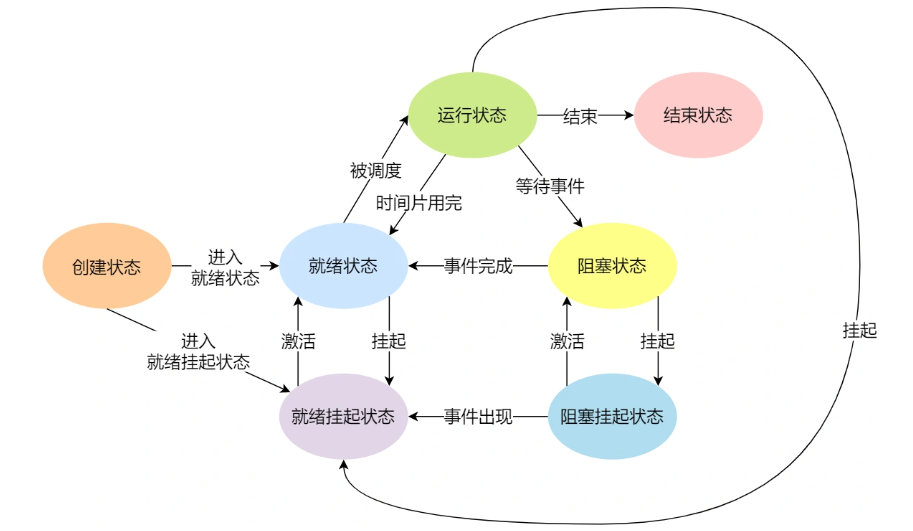 运行状态
结束
结束状态
被调度
时间片用完
等待事件
创建状态
进入
就绪状态
就绪状态
事件完成
阻塞状态
进入
就绪挂起状态
激活
挂起
激活
挂起
挂起
就绪挂起状态
事件出现
阻塞挂起状态